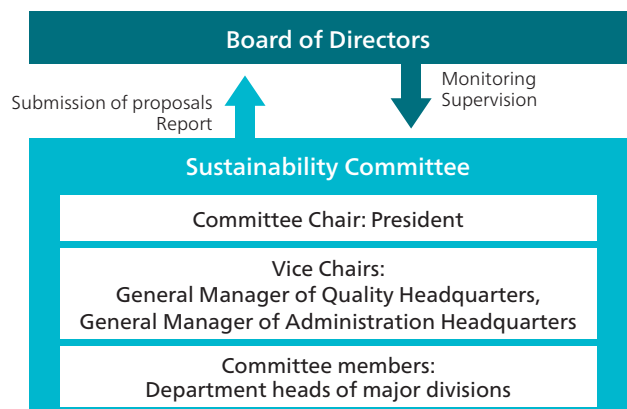 Board of Directors
Submission of proposals
Report
Monitoring
Supervision
Sustainability Committee
Committee Chair: President
Vice Chairs:
General Manager of Quality Headquarters,
General Manager of Administration Headquarters
Committee members:
Department heads of major divisions